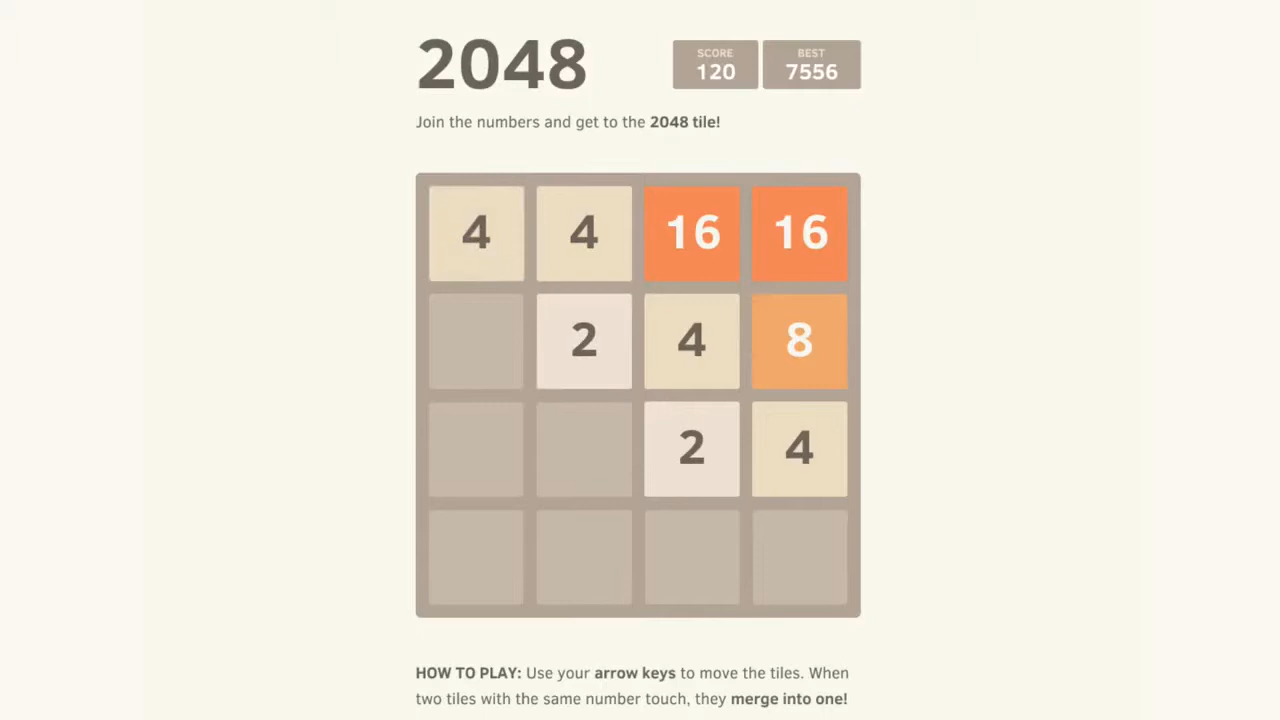 2048
SCORE
120
BEST
7556
Join the numbers and get to the 2048 tile!
4 4 16 16
2 4 8
2 4
HOW TO PLAY: Use your arrow keys to move the tiles. When
two tiles with the same number touch, they merge into one!